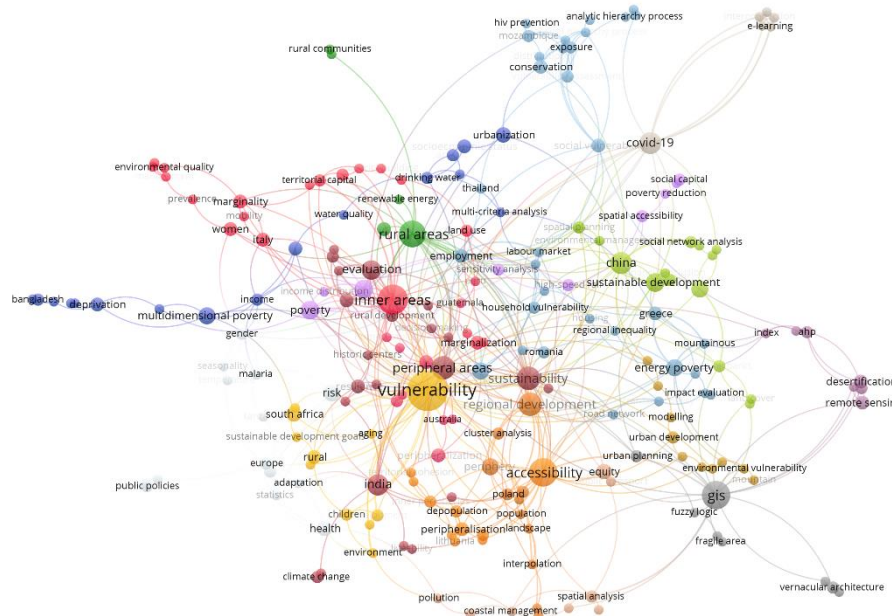 hiv prevention
analytic hierarchy process
e-learning
mozambique
exposure
rural communities
conservation
urbanization
covid-19
environmental quality
territorial capital
drinking water
social capital
thailand
poverty reduction
prevalence
renewable energy
marginality
mobility
water quality
multi-criteria analysis
spatial accessibility
women
rural areas
land use
spatial planning
italy
labour market
social network analysis
employment
evaluation
sensitivity analysis
china
sustainable development
income distribution
high-speed
bangladesh
deprivation
income
inner areas
guatemala
household vulnerability
greece
multidimensional poverty
poverty
rural development
regional inequality
index
ahp
gender
marginalization
mountainous
historic centers
romania
seasonality
peripheral areas
energy poverty
malaria
risk
vulnerability
sustainability
impact evaluation
desertification
regional development
remote sensing
south africa
australia
road network
modelling
sustainable development goals
aging
cluster analysis
urban development
rural
peripheralization
urban planning
europe
periphery
accessibility
equity
environmental vulnerability
mountain
public policies
adaptation
india
statistics
poland
gis
children
depopulation
population
fuzzy logic
health
peripheralisation
landscape
lithuania
fragile area
environment
interpolation
climate change
vernacular architecture
pollution
spatial analysis
coastal management